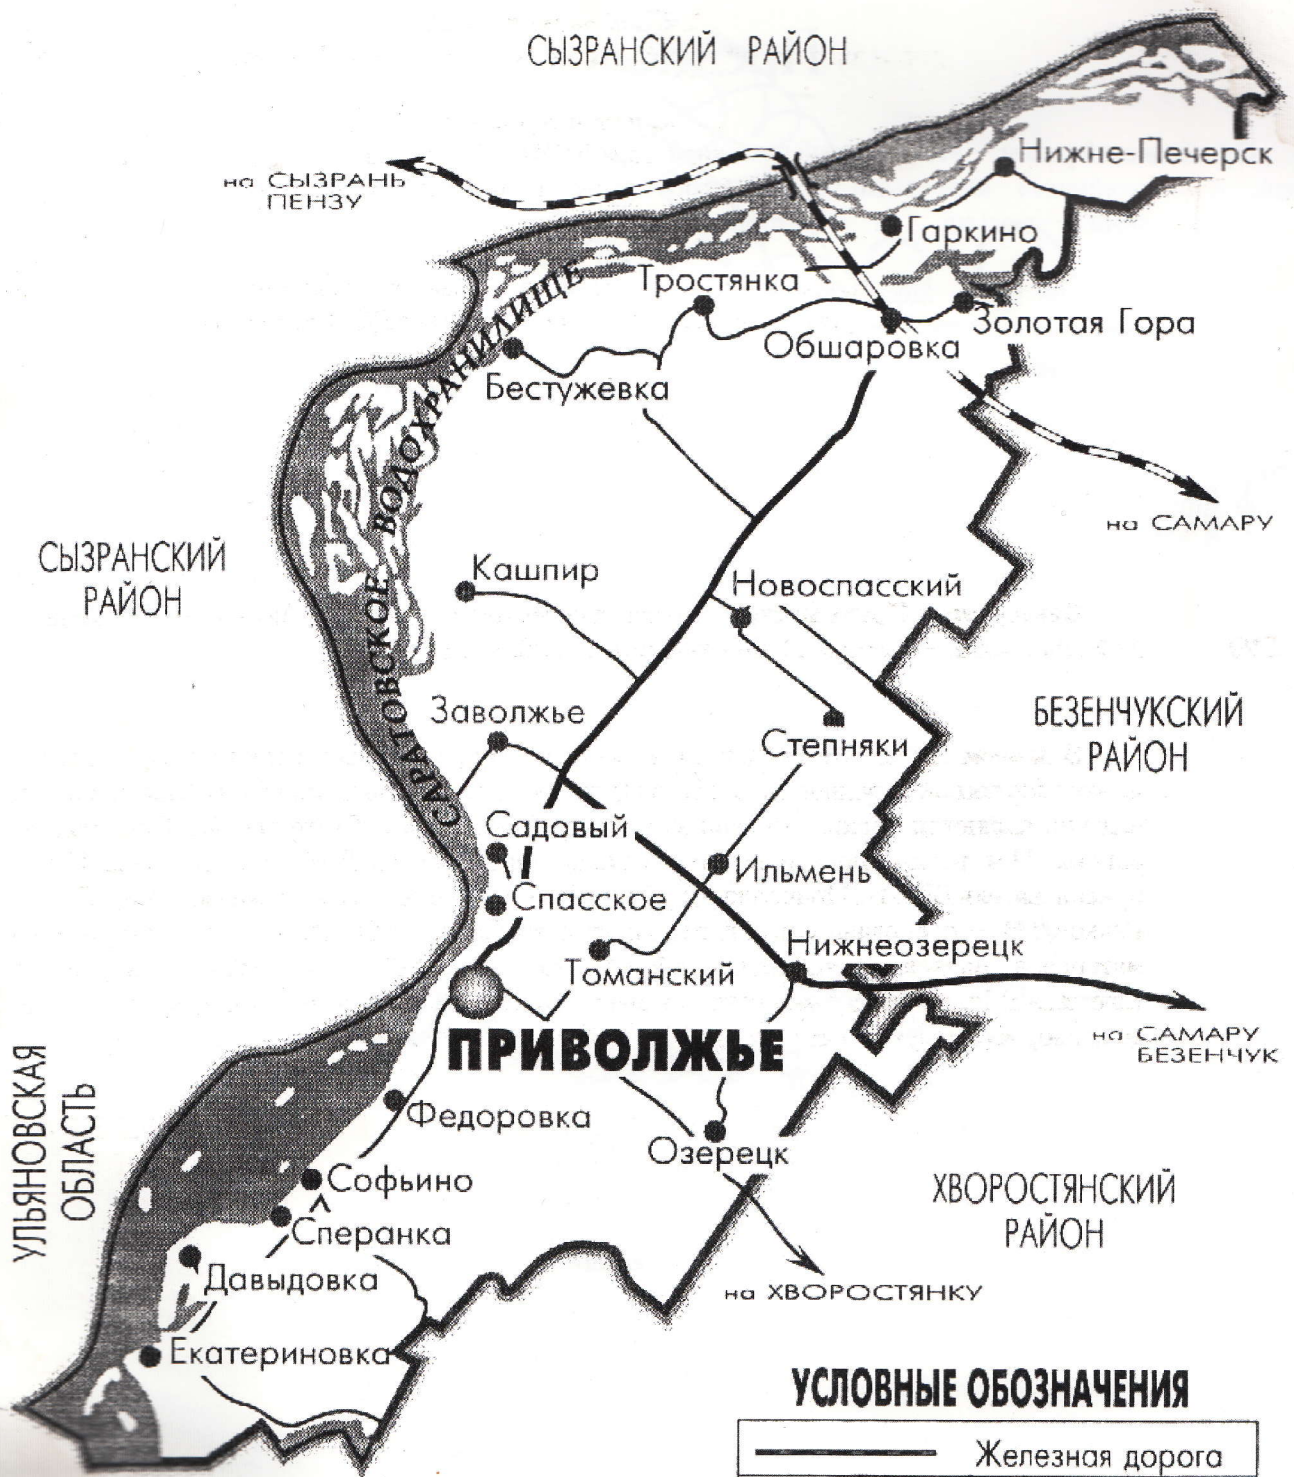 СЫЗРАНСКИЙ РАЙОН
Нижне-Печерск
на СЫЗРАНЬ
ПЕНЗУ
Гаркино
Тростянка
Золотая Гора
Обшаровка
Бестужевка
САРАТОВСКОЕ ВОДОХРАНИЛИЩЕ
на САМАРУ
СЫЗРАНСКИЙ
РАЙОН
Кашпир
Новоспасский
Заволжье
Степняки
БЕЗЕНЧУКСКИЙ
РАЙОН
Садовый
Ильмень
Спасское
Нижнеозерецк
Томанский
ПРИВОЛЖЬЕ
на САМАРУ
БЕЗЕНЧУК
УЛЬЯНОВСКАЯ
ОБЛАСТЬ
Федоровка
Озерецк
Софьино
ХВОРОСТЯНСКИЙ
РАЙОН
Сперанка
Давыдовка
на ХВОРОСТЯНКУ
Екатериновка
УСЛОВНЫЕ ОБОЗНАЧЕНИЯ
Железная дорога